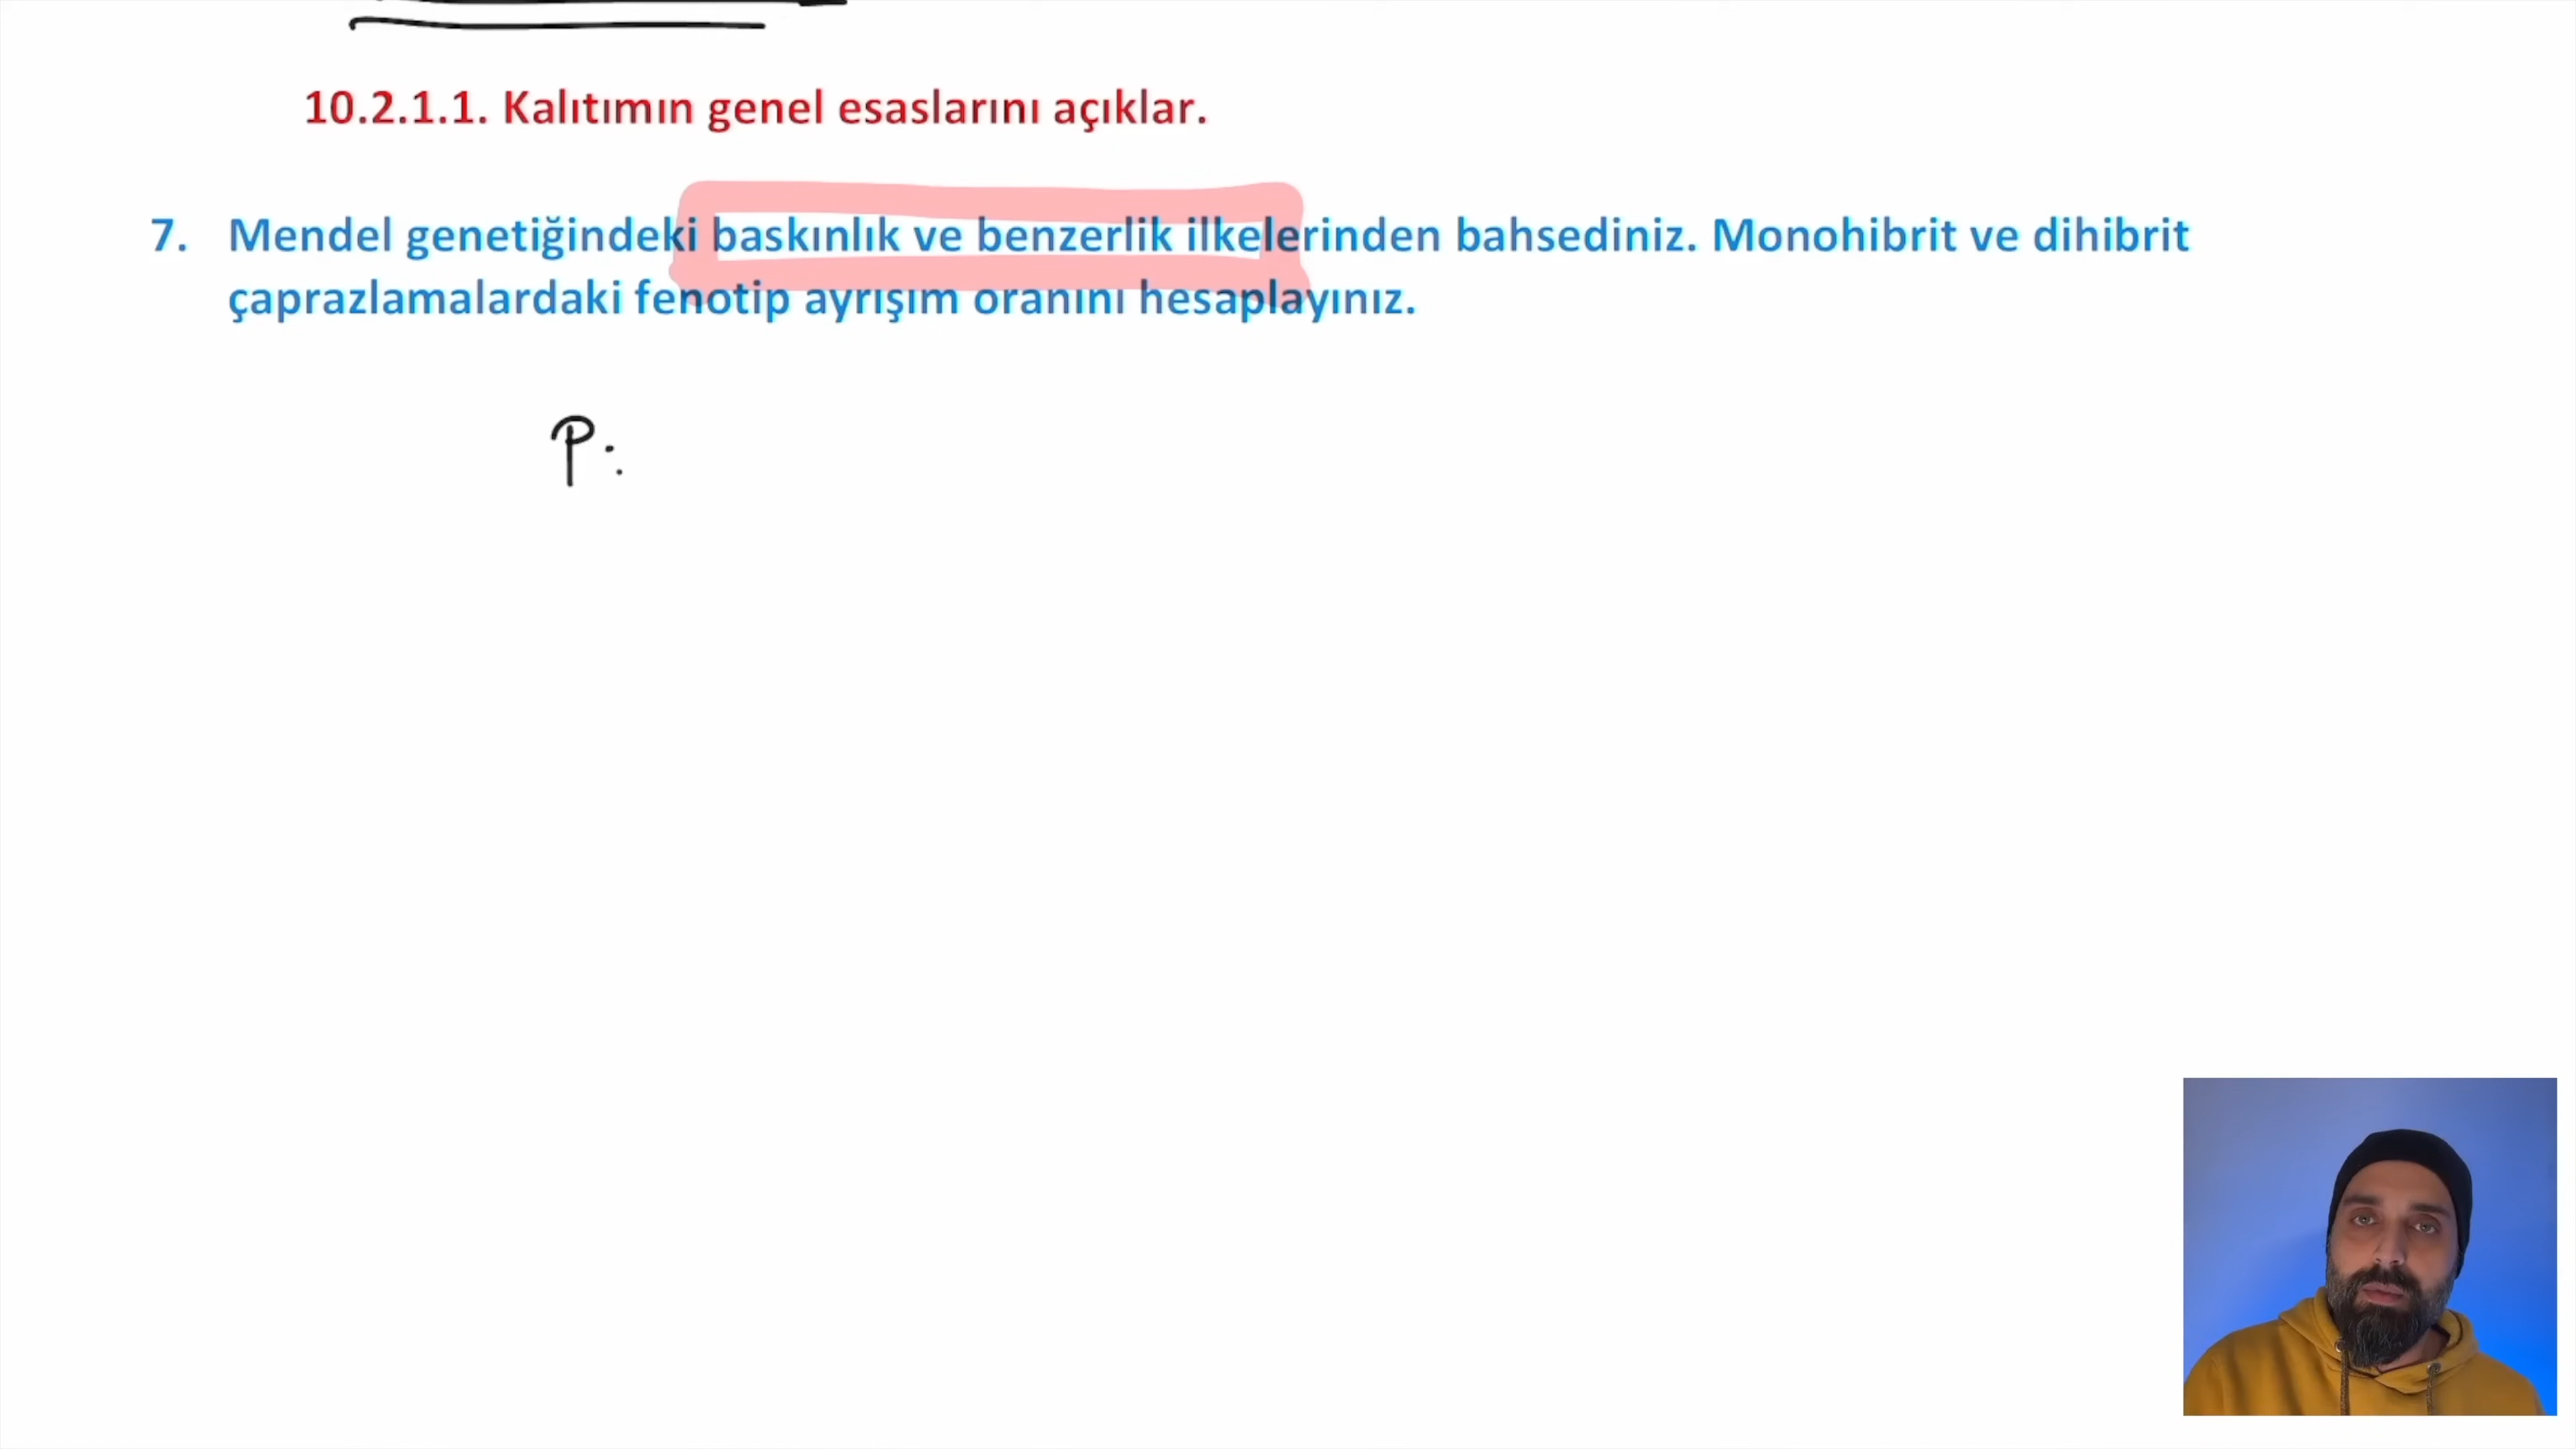 10.2.1.1. Kalıtımın genel esaslarını açıklar.
7. Mendel genetiğindeki baskınlık ve benzerlik ilkelerinden bahsediniz. Monohibrit ve dihibrit
çaprazlamalardaki fenotip ayrışım oranını hesaplayınız.
P: